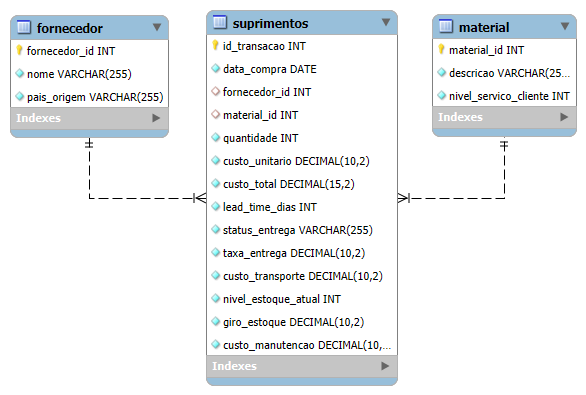 fornecedor
fornecedor_id INT
nome VARCHAR(255)
pais_origem VARCHAR(255)
Indexes
suprimentos
id_transacao INT
data_compra DATE
fornecedor_id INT
material_id INT
quantidade INT
custo_unitario DECIMAL(10,2)
custo_total DECIMAL(15,2)
lead_time_dias INT
status_entrega VARCHAR(255)
taxa_entrega DECIMAL(10,2)
custo_transporte DECIMAL(10,2)
nivel_estoque_atual INT
giro_estoque DECIMAL(10,2)
custo_manutencao DECIMAL(10,...
Indexes
material
material_id INT
descricao VARCHAR(25...
nivel_servico_cliente INT
Indexes